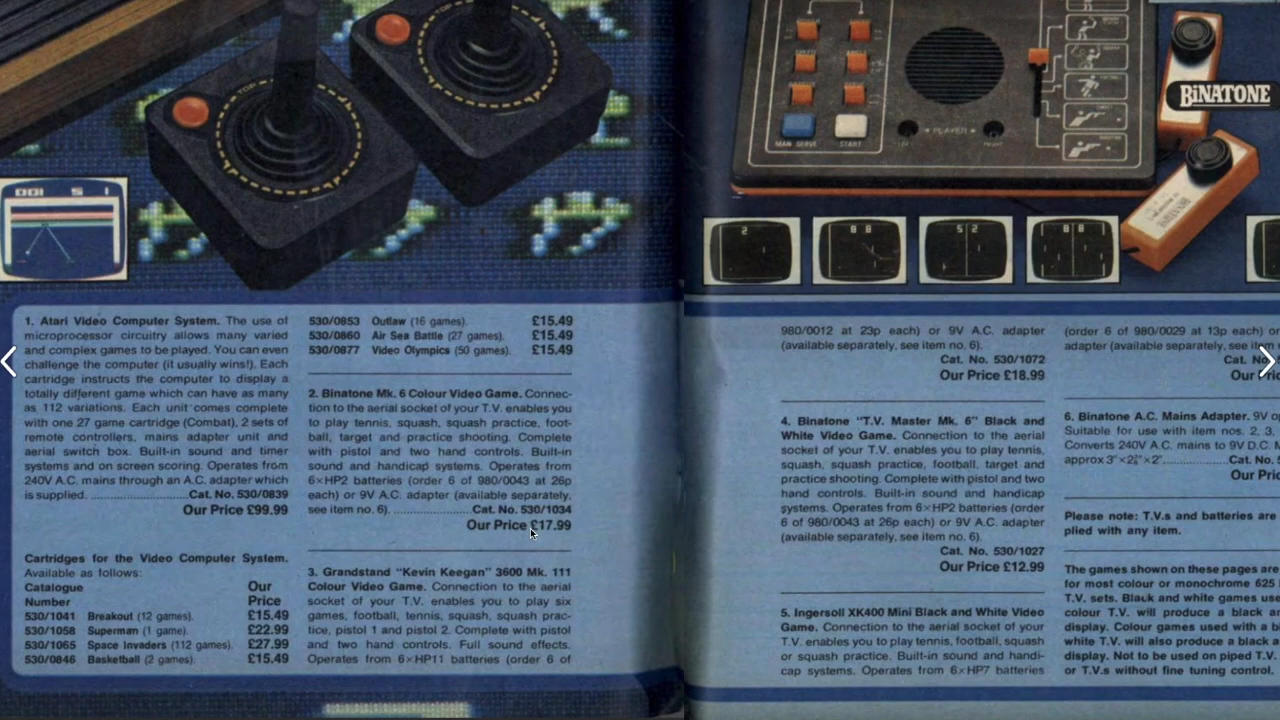 TOP
TOP
BiNATONE
MAN SERVE
START
PLAYER
RIGHT
BINATONE
2
8 8
5 2
8 8
1. Atari Video Computer System. The use of
microprocessor circuitry allows many varied
and complex games to be played. You can even
challenge the computer (it usually wins!). Each
cartridge instructs the computer to display a
totally different game which can have as many
as 112 variations. Each unit comes complete
with one 27 game cartridge (Combat), 2 sets of
remote controllers, mains adapter unit and
aerial switch box. Built-in sound and timer
systems and on screen scoring. Operates from
240V A.C. mains through an A.C. adapter which
is supplied. ........................Cat. No. 530/0839
Our Price £99.99
Cartridges for the Video Computer System.
Available as follows:
Catalogue Our
Number Price
530/1041 Breakout (12 games). £15.49
530/1058 Superman (1 game). £22.99
530/1065 Space Invaders (112 games). £27.99
530/0846 Basketball (2 games). £15.49
530/0853 Outlaw (16 games). £15.49
530/0860 Air Sea Battle (27 games). £15.49
530/0877 Video Olympics (50 games). £15.49
2. Binatone Mk. 6 Colour Video Game. Connec-
tion to the aerial socket of your T.V. enables you
to play tennis, squash, squash practice, foot-
ball, target and practice shooting. Complete
with pistol and two hand controls. Built-in
sound and handicap systems. Operates from
6×HP2 batteries (order 6 of 980/0043 at 26p
each) or 9V A.C. adapter (available separately,
see item no. 6). ....................Cat. No. 530/1034
Our Price £17.99
3. Grandstand "Kevin Keegan" 3600 Mk. 111
Colour Video Game. Connection to the aerial
socket of your T.V. enables you to play six
games, football, tennis, squash, squash prac-
tice, pistol 1 and pistol 2. Complete with pistol
and two hand controls. Full sound effects.
Operates from 6×HP11 batteries (order 6 of
980/0012 at 23p each) or 9V A.C. adapter
(available separately, see item no. 6).
Cat. No. 530/1072
Our Price £18.99
4. Binatone "T.V. Master Mk. 6" Black and
White Video Game. Connection to the aerial
socket of your T.V. enables you to play tennis,
squash, squash practice, football, target and
practice shooting. Complete with pistol and two
hand controls. Built-in sound and handicap
systems. Operates from 6×HP2 batteries (order
6 of 980/0043 at 26p each) or 9V A.C. adapter
(available separately, see item no. 6).
Cat. No. 530/1027
Our Price £12.99
5. Ingersoll XK400 Mini Black and White Video
Game. Connection to the aerial socket of your
T.V. enables you to play tennis, football, squash
or squash practice. Built-in sound and handi-
cap systems. Operates from 6×HP7 batteries
(order 6 of 980/0029 at 13p each) or
adapter (available separately, see item
Cat.
Our
6. Binatone A.C. Mains Adapter. 9V
Suitable for use with item nos. 2, 3,
Converts 240V A.C. mains to 9V D.C.
Cat.
Our
Please note: T.V.s and batteries are
plied with any item.
The games shown on these pages are
for most colour or monochrome 625
T.V. sets. Black and white games use
colour T.V. will produce a black
display. Colour games used with a
white T.V. will also produce a black
display. Not to be used on piped T.V.
or T.V.s without fine tuning control.